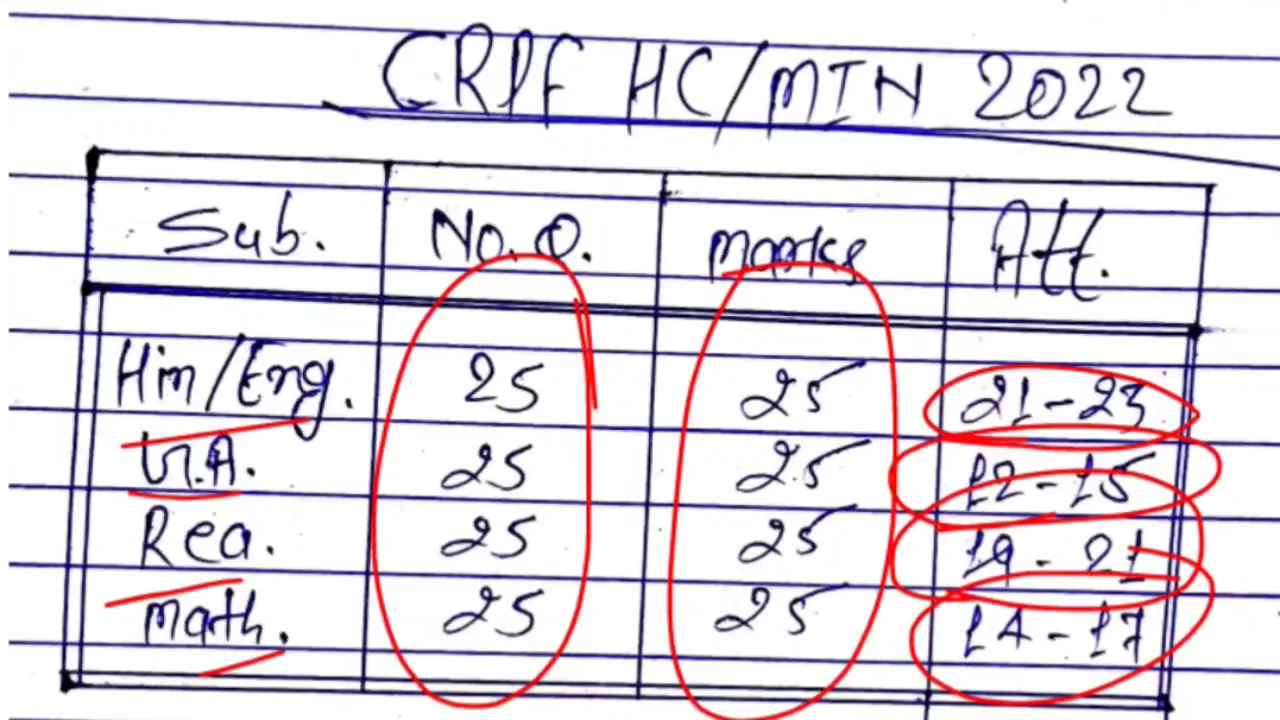 CRPF HC/MIN 2022
Sub. No. Q. Marks Att.
Hin/Eng. 25 25 21-23
G.A. 25 25 12-15
Rea. 25 25 19-21
Math. 25 25 14-17